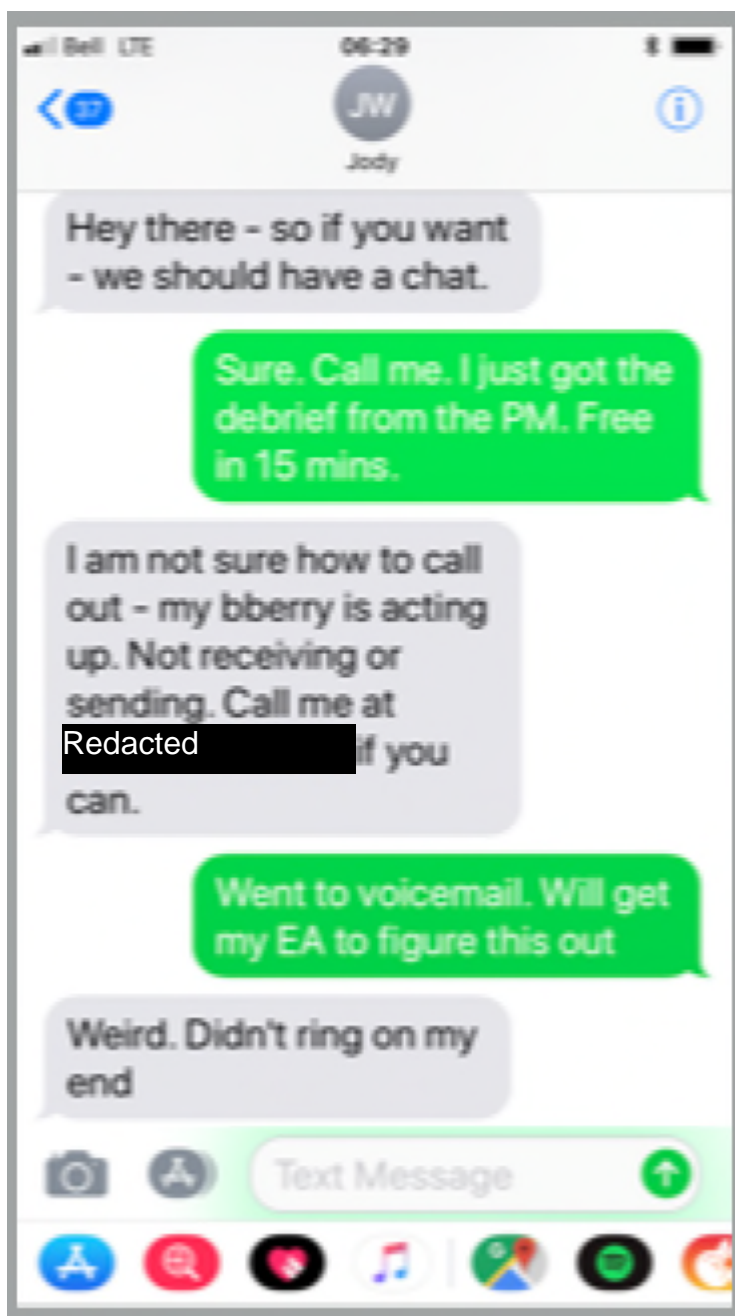 Bell LTE 06:29
37
JW
Jody
Hey there - so if you want
- we should have a chat.
Sure. Call me. I just got the
debrief from the PM. Free
in 15 mins.
I am not sure how to call
out - my bberry is acting
up. Not receiving or
sending. Call me at
Redacted if you
can.
Went to voicemail. Will get
my EA to figure this out
Weird. Didn't ring on my
end
Text Message